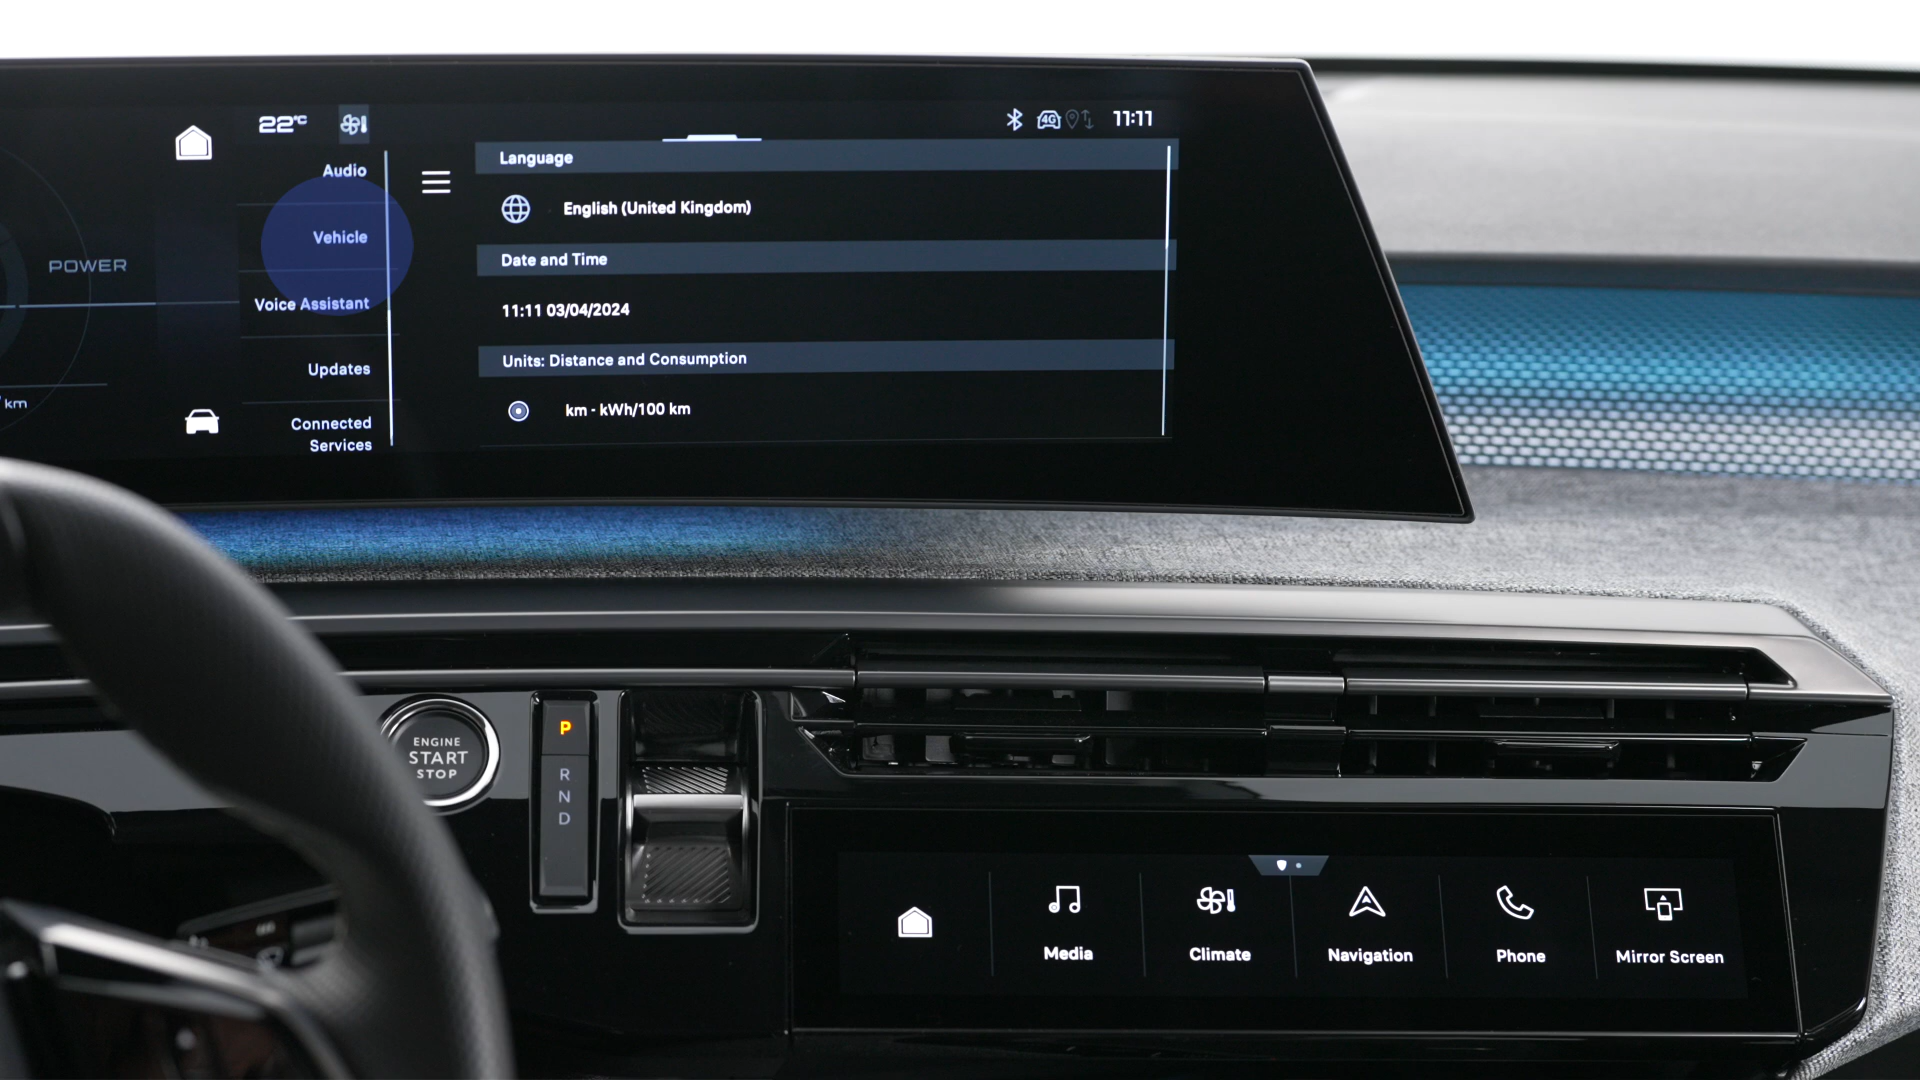 22°C
4G
11:11
Audio
Vehicle
Voice Assistant
Updates
Connected
Services
Language
English (United Kingdom)
Date and Time
11:11 03/04/2024
Units: Distance and Consumption
km - kWh/100 km
POWER
km
ENGINE
START
STOP
P
R
N
D
Media
Climate
Navigation
Phone
Mirror Screen